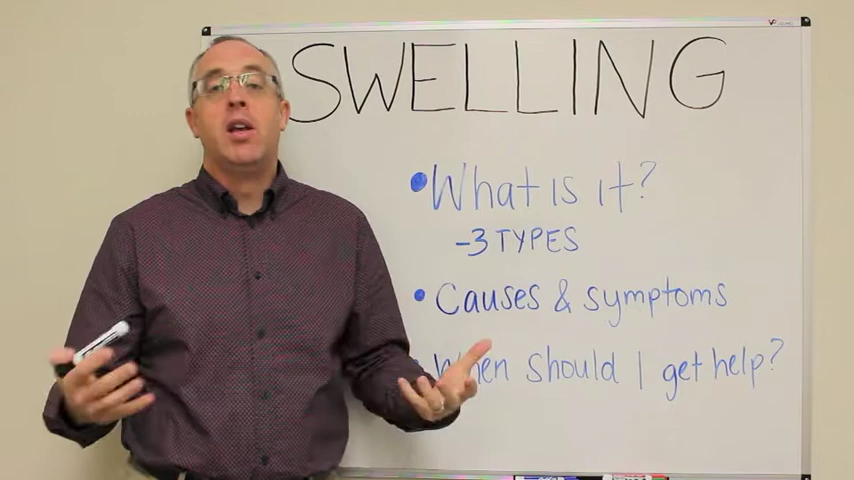 SWELLING
• What is it?
-3 TYPES
• Causes & symptoms
• When should I get help?